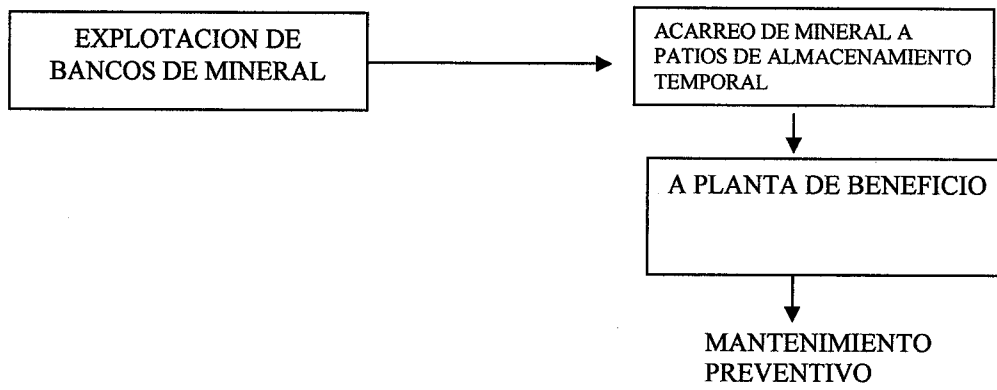 EXPLOTACION DE
BANCOS DE MINERAL
ACARREO DE MINERAL A
PATIOS DE ALMACENAMIENTO
TEMPORAL
A PLANTA DE BENEFICIO
MANTENIMIENTO
PREVENTIVO